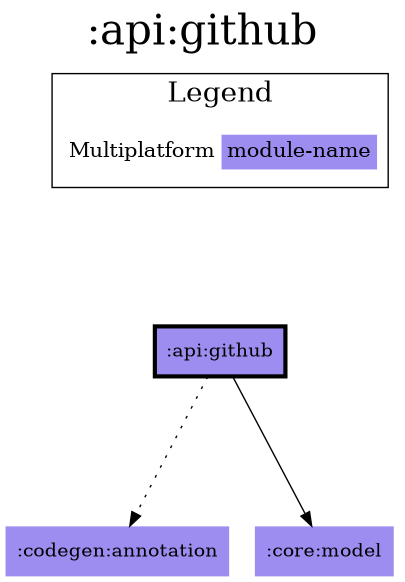 :api:github
Legend
Multiplatform module-name
:api:github
:codegen:annotation :core:model